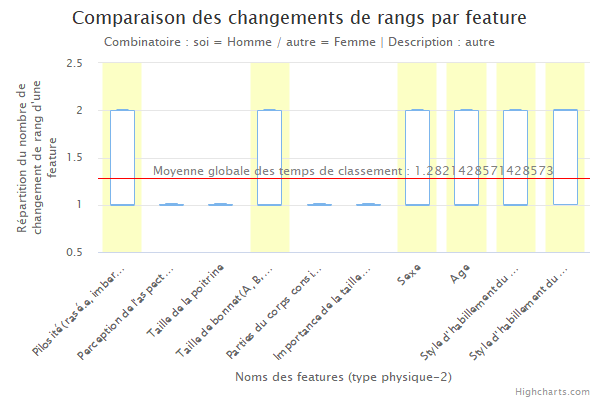 Comparaison des changements de rangs par feature
Combinatoire : soi = Homme / autre = Femme | Description : autre
Répartition du nombre de
changement de rang d'une
feature
2.5
2
1.5
1
0.5
Moyenne globale des temps de classement : 1.2821428571428573
Pilosité (rasé.e, imber...
Perception de l'aspect...
Taille de la poitrine
Taille de bonnet (A, B,...
Parties du corps consi...
Importance de la taille...
Sexe
Age
Style d'habillement du ...
Style d'habillement du ...
Noms des features (type physique-2)
Highcharts.com